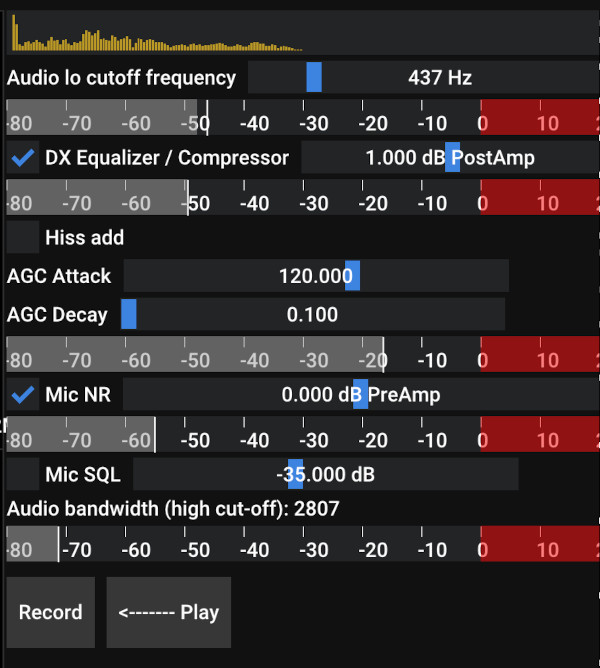 Audio lo cutoff frequency 437 Hz
-80 -70 -60 -50 -40 -30 -20 -10 0 10
DX Equalizer / Compressor 1.000 dB PostAmp
-80 -70 -60 -50 -40 -30 -20 -10 0 10
Hiss add
AGC Attack 120.000
AGC Decay 0.100
-80 -70 -60 -50 -40 -30 -20 -10 0 10
Mic NR 0.000 dB PreAmp
-80 -70 -60 -50 -40 -30 -20 -10 0 10
Mic SQL -35.000 dB
Audio bandwidth (high cut-off): 2807
-80 -70 -60 -50 -40 -30 -20 -10 0 10
Record <------- Play